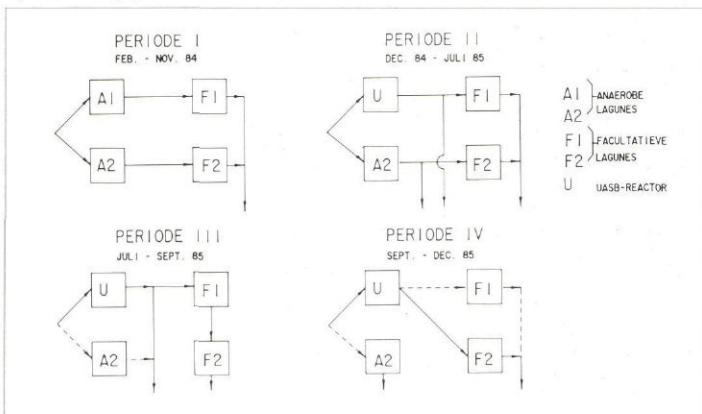 PERIODE I
FEB. - NOV. 84
A1
F1
A2
F2
PERIODE II
DEC. 84 - JULI 85
U
F1
A2
F2
A1
A2
ANAEROBE
LAGUNES
F1
F2
FACULTATIEVE
LAGUNES
U UASB-REACTOR
PERIODE III
JULI - SEPT. 85
U
F1
A2
F2
PERIODE IV
SEPT. - DEC. 85
U
F1
A2
F2